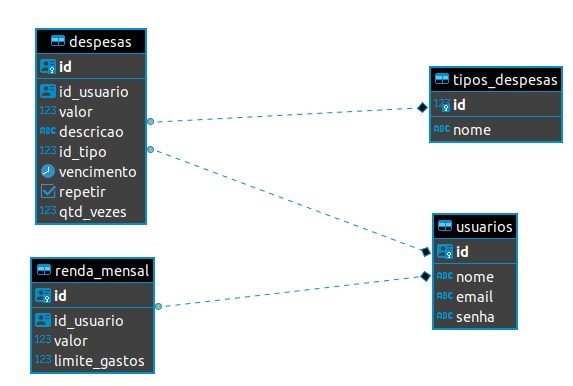 despesas
id
id_usuario
123 valor
ABC descricao
123 id_tipo
vencimento
repetir
123 qtd_vezes
tipos_despesas
123 id
ABC nome
usuarios
id
ABC nome
ABC email
ABC senha
renda_mensal
id
id_usuario
123 valor
123 limite_gastos